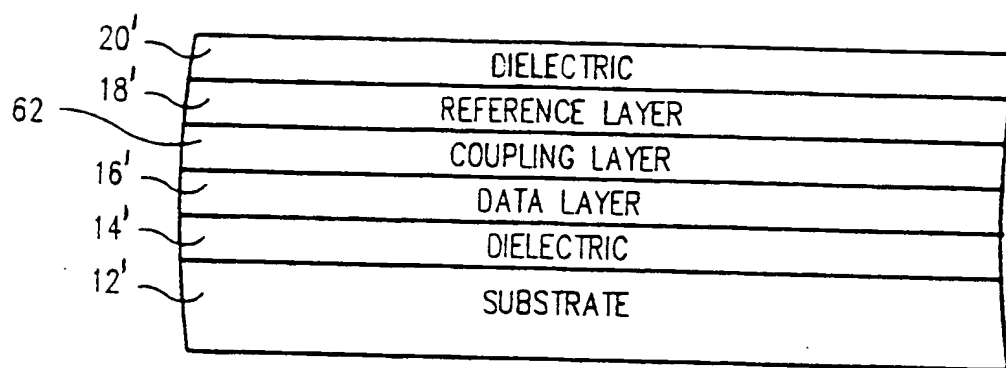 20' DIELECTRIC
18' REFERENCE LAYER
62 COUPLING LAYER
16' DATA LAYER
14' DIELECTRIC
12' SUBSTRATE